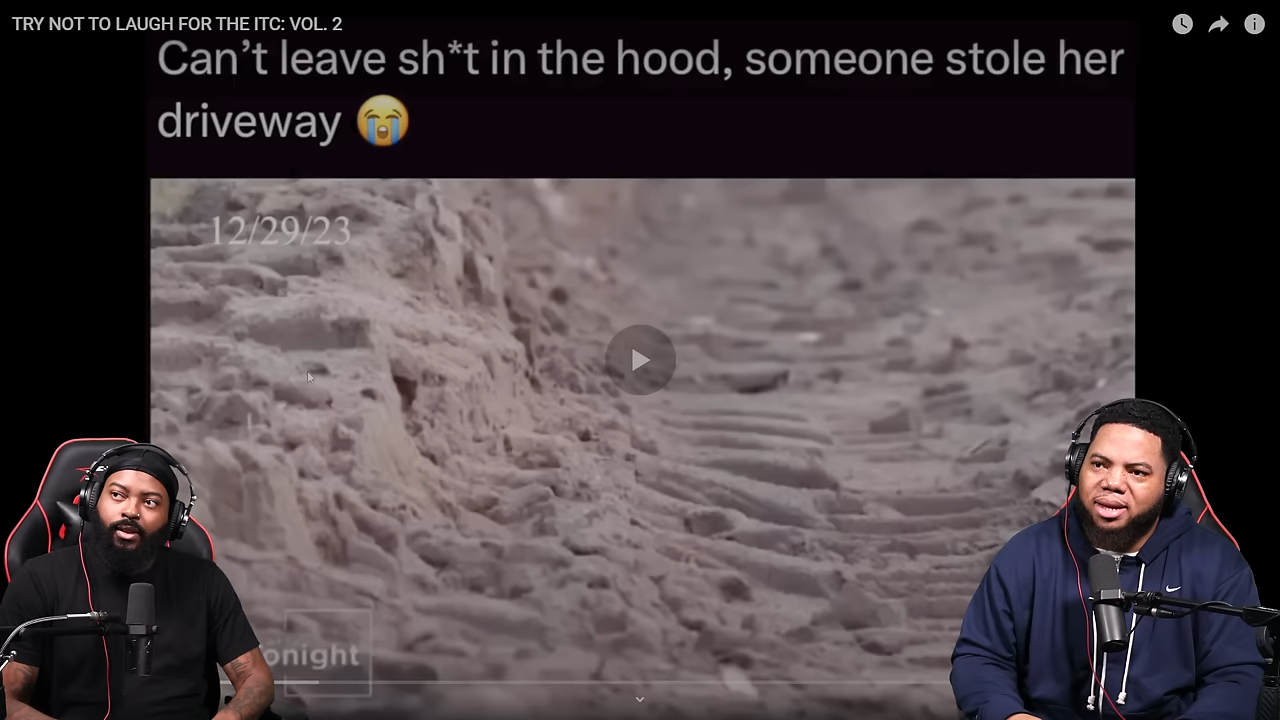 TRY NOT TO LAUGH FOR THE ITC: VOL. 2
Can’t leave sh*t in the hood, someone stole her
driveway 😭
12/29/23
onight